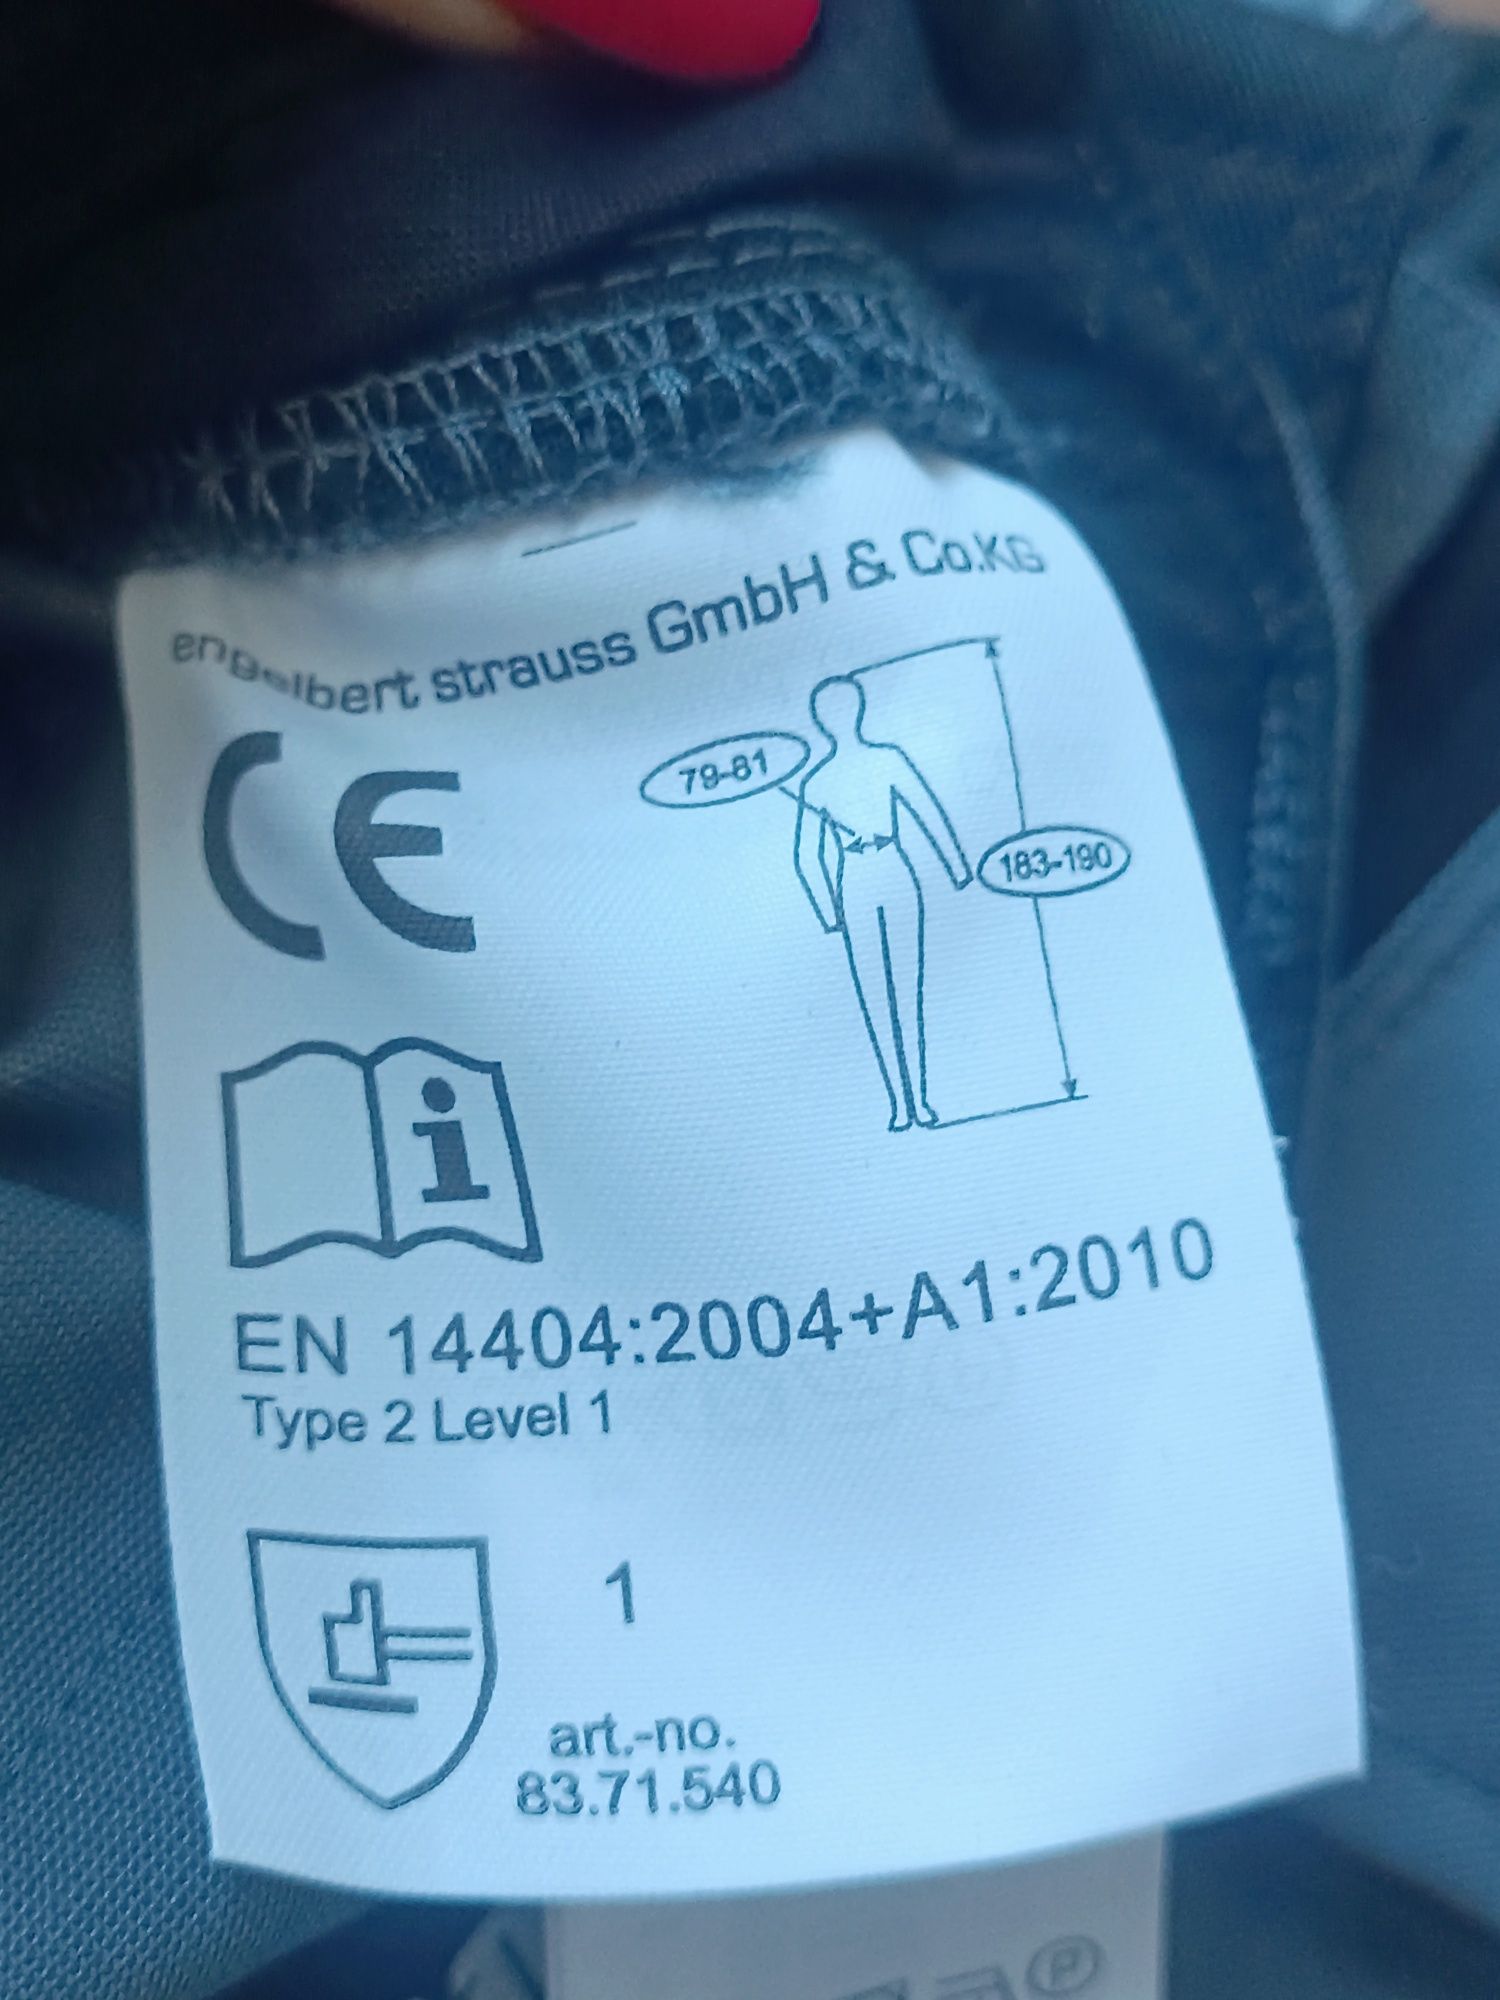 engelbert strauss GmbH & Co.KG
CE
79-81
183-190
i
EN 14404:2004+A1:2010
Type 2 Level 1
1
art.-no.
83.71.540
®